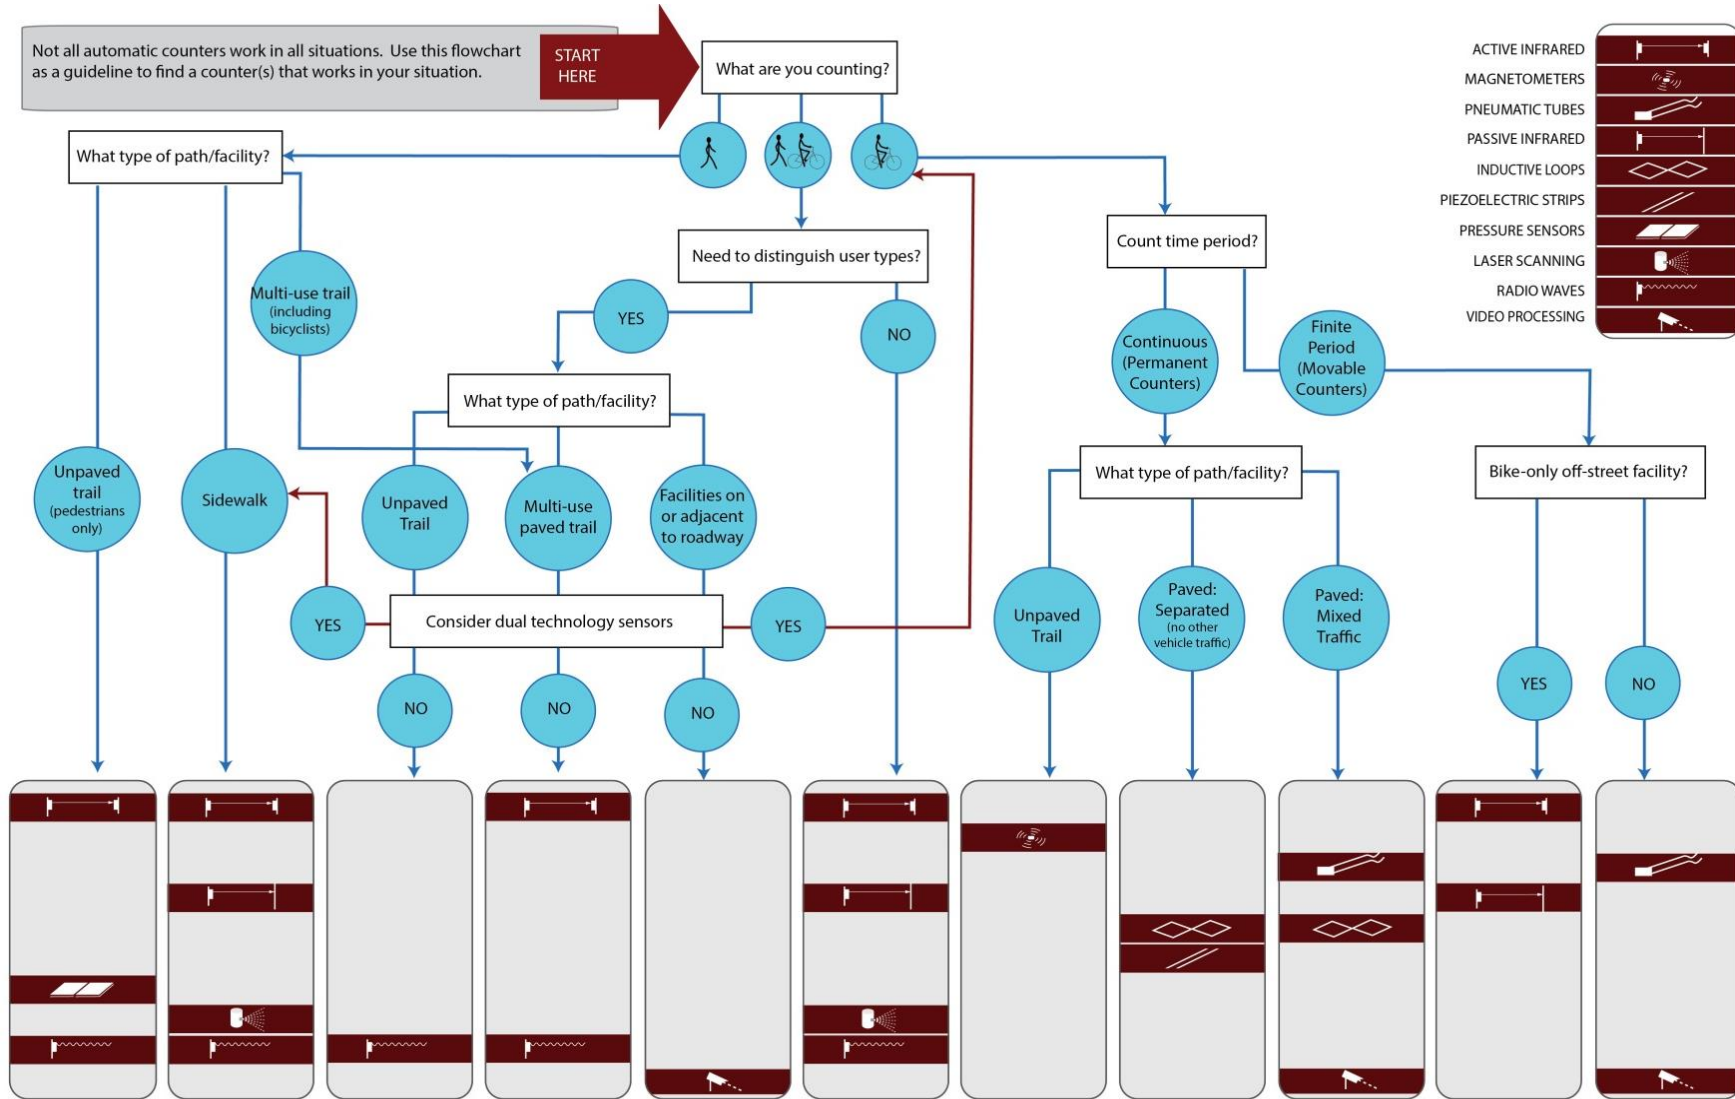 Not all automatic counters work in all situations.  Use this flowchart
as a guideline to find a counter(s) that works in your situation.
START
HERE
What are you counting?
ACTIVE INFRARED
MAGNETOMETERS
PNEUMATIC TUBES
PASSIVE INFRARED
INDUCTIVE LOOPS
PIEZOELECTRIC STRIPS
PRESSURE SENSORS
LASER SCANNING
RADIO WAVES
VIDEO PROCESSING
What type of path/facility?
Need to distinguish user types?
Count time period?
Multi-use trail
(including
bicyclists)
YES
NO
Continuous
(Permanent
Counters)
Finite
Period
(Movable
Counters)
What type of path/facility?
What type of path/facility?
Bike-only off-street facility?
Unpaved
trail
(pedestrians
only)
Sidewalk
Unpaved
Trail
Multi-use
paved trail
Facilities on
or adjacent
to roadway
YES
Consider dual technology sensors
YES
Unpaved
Trail
Paved:
Separated
(no other
vehicle traffic)
Paved:
Mixed
Traffic
YES
NO
NO
NO
NO